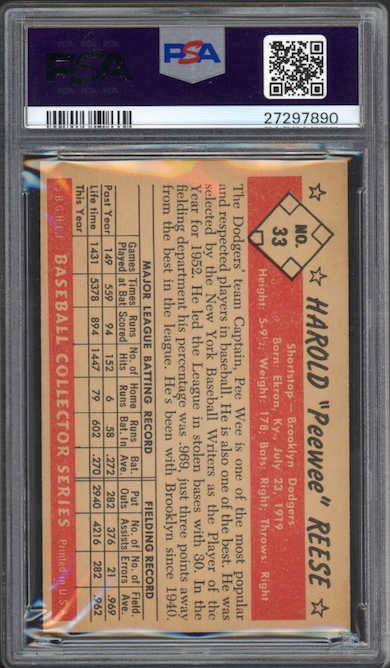 PSA
PSA
27297890
NO. 33
HAROLD "Peewee" REESE
Shortstop — Brooklyn Dodgers
Born: Ekron, Ky., July 23, 1919
Height: 5-9½; Weight: 178; Bats: Right; Throws: Right
The Dodgers' team Captain, Pee Wee is one of the most popular
and respected players in baseball. He is also one of the best. He was
selected by the New York Baseball Writers as the Player of the
Year for 1952. He led the League in stolen bases with 30. In the
fielding department his percentage was .969, just three points away
from the best in the league. He's been with Brooklyn since 1940.
MAJOR LEAGUE BATTING RECORD FIELDING RECORD
Games Times Runs No. of Home Runs Bat. Put No. of No. of Field.
Played at Bat Scored Hits Runs Bat. In Ave. Outs Assists Errors Ave.
Past Year 149 559 94 152 6 58 .272 282 376 21 .969
Life time 1431 5378 894 1447 79 602 .270 2940 4216 282 .962
This Year
B.G.H.L.I.
BASEBALL COLLECTOR SERIES Printed in U.S.A.